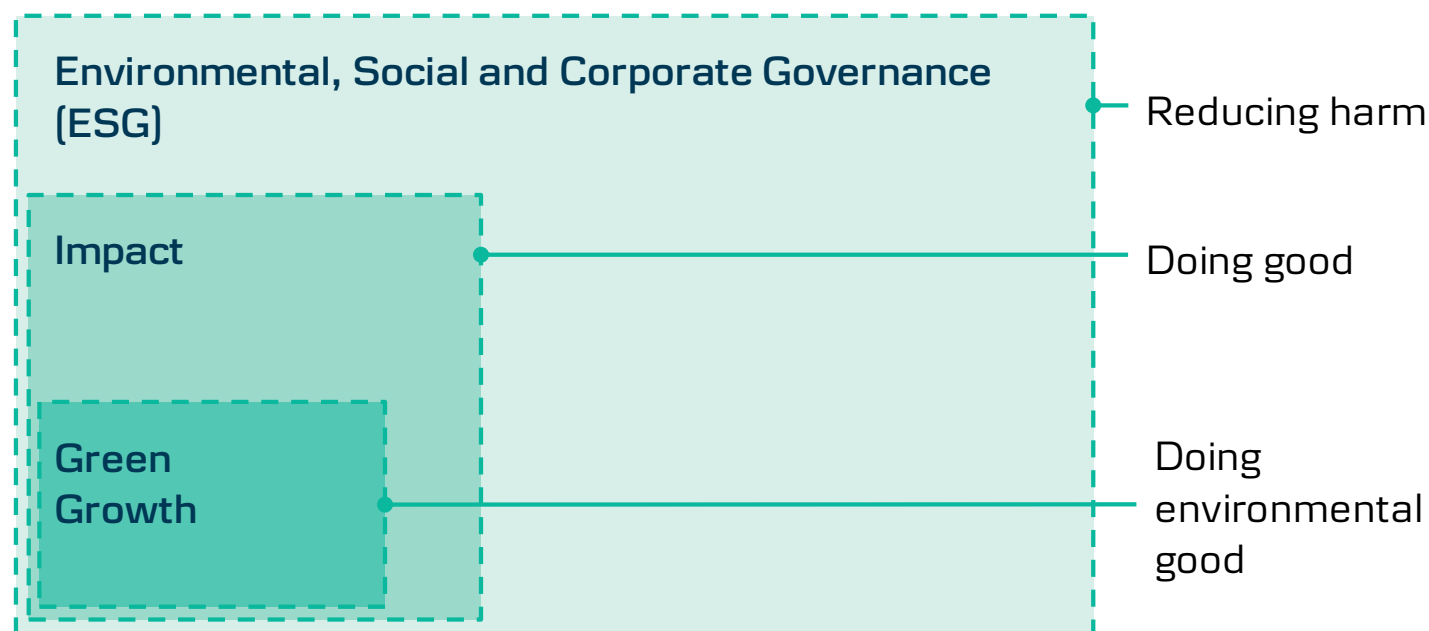 Environmental, Social and Corporate Governance
(ESG)
Reducing harm
Impact
Doing good
Green
Growth
Doing
environmental
good